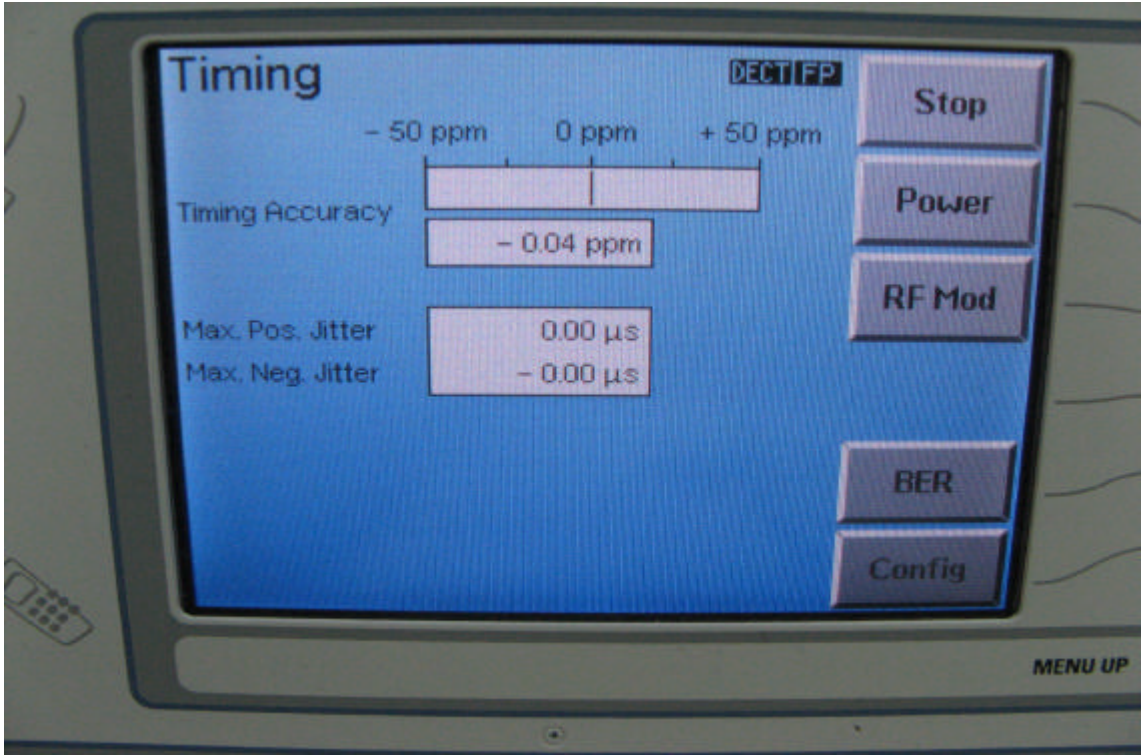 Timing
DECT FP
Stop
– 50 ppm 0 ppm + 50 ppm
Power
Timing Accuracy
– 0.04 ppm
RF Mod
Max. Pos. Jitter 0.00 µs
Max. Neg. Jitter – 0.00 µs
BER
Config
MENU UP